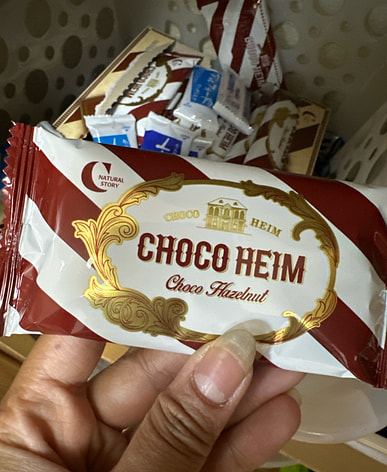 C
NATURAL
STORY
CHOCO HEIM
CHOCO HEIM
Choco Hazelnut